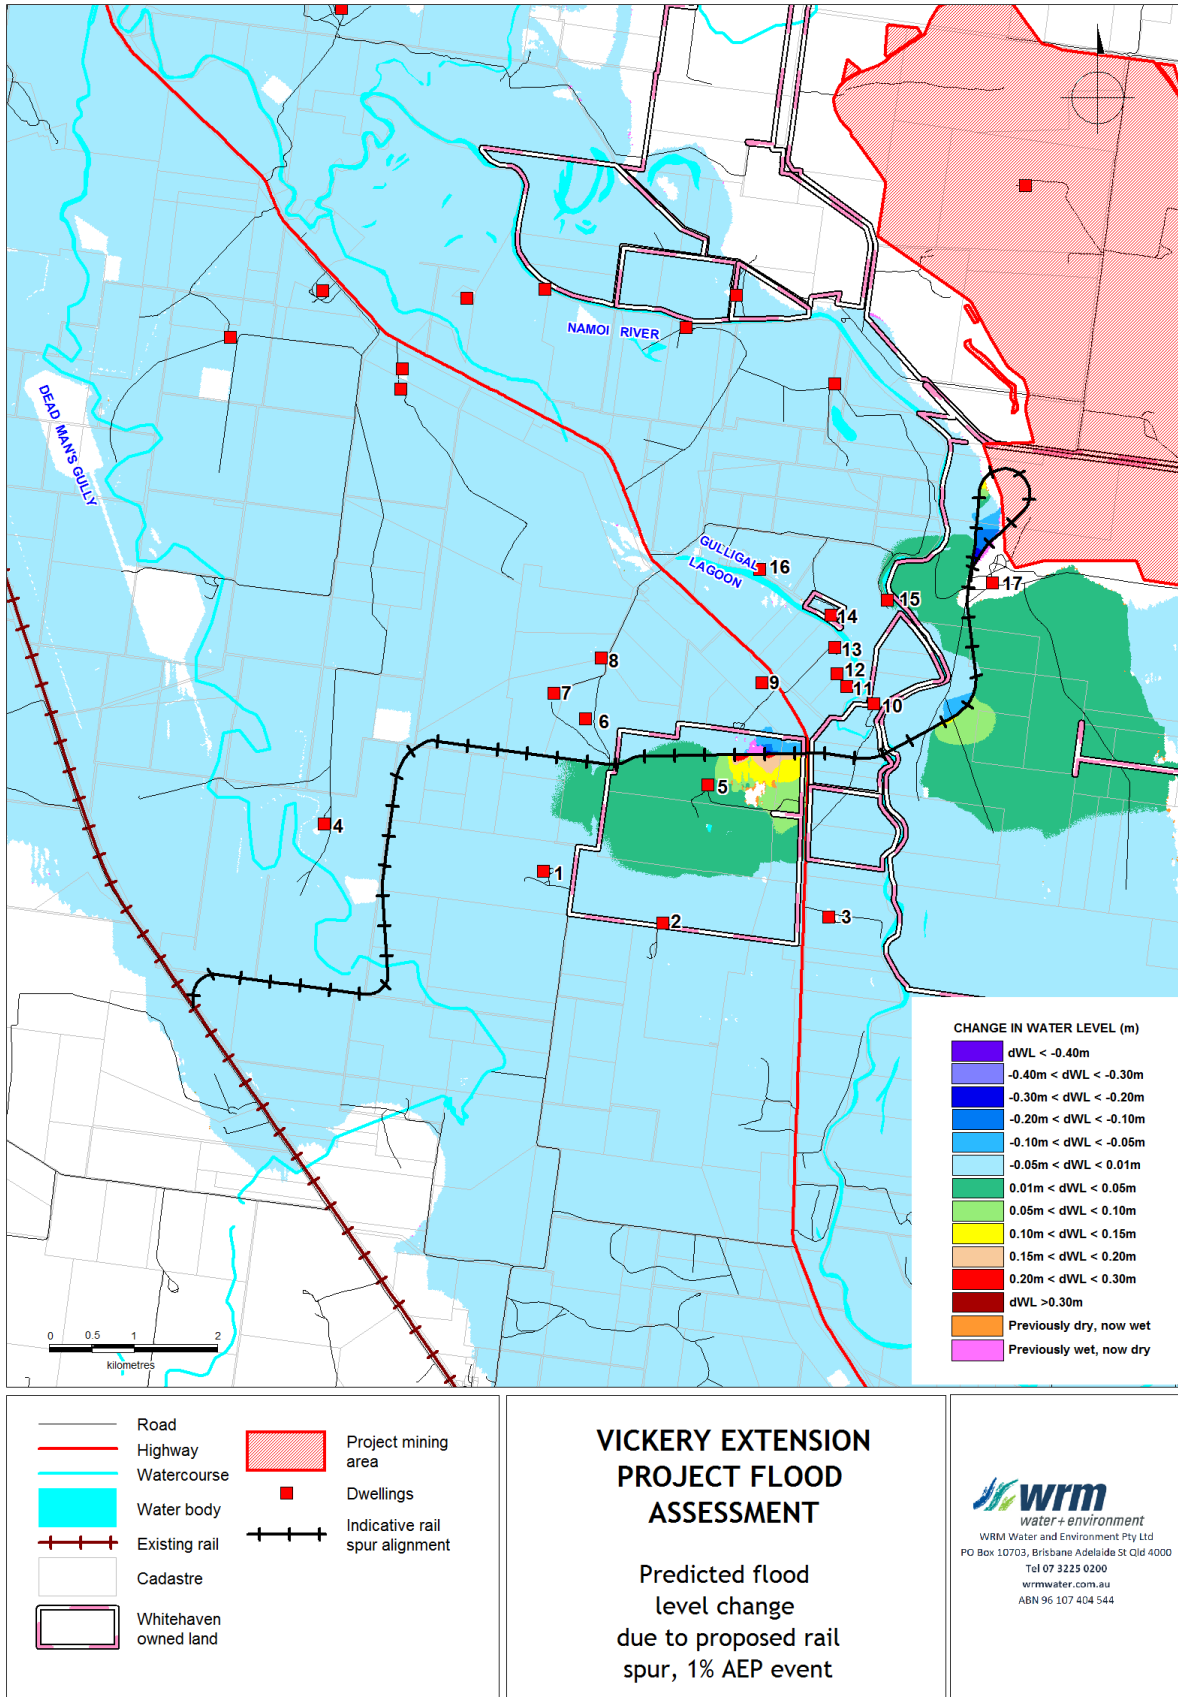 NAMOI RIVER
DEAD MAN'S GULLY
GULLIGAL
LAGOON
16
17
15
14
13
12
11
10
9
8
7
6
5
4
1
2
3
CHANGE IN WATER LEVEL (m)
dWL < -0.40m
-0.40m < dWL < -0.30m
-0.30m < dWL < -0.20m
-0.20m < dWL < -0.10m
-0.10m < dWL < -0.05m
-0.05m < dWL < 0.01m
0.01m < dWL < 0.05m
0.05m < dWL < 0.10m
0.10m < dWL < 0.15m
0.15m < dWL < 0.20m
0.20m < dWL < 0.30m
dWL >0.30m
Previously dry, now wet
Previously wet, now dry
0 0.5 1 2
kilometres
Road
Highway
Watercourse
Water body
Existing rail
Cadastre
Whitehaven
owned land
Project mining
area
Dwellings
Indicative rail
spur alignment
VICKERY EXTENSION
PROJECT FLOOD
ASSESSMENT
Predicted flood
level change
due to proposed rail
spur, 1% AEP event
wrm
water+environment
WRM Water and Environment Pty Ltd
PO Box 10703, Brisbane Adelaide St Qld 4000
Tel 07 3225 0200
wrmwater.com.au
ABN 96 107 404 544